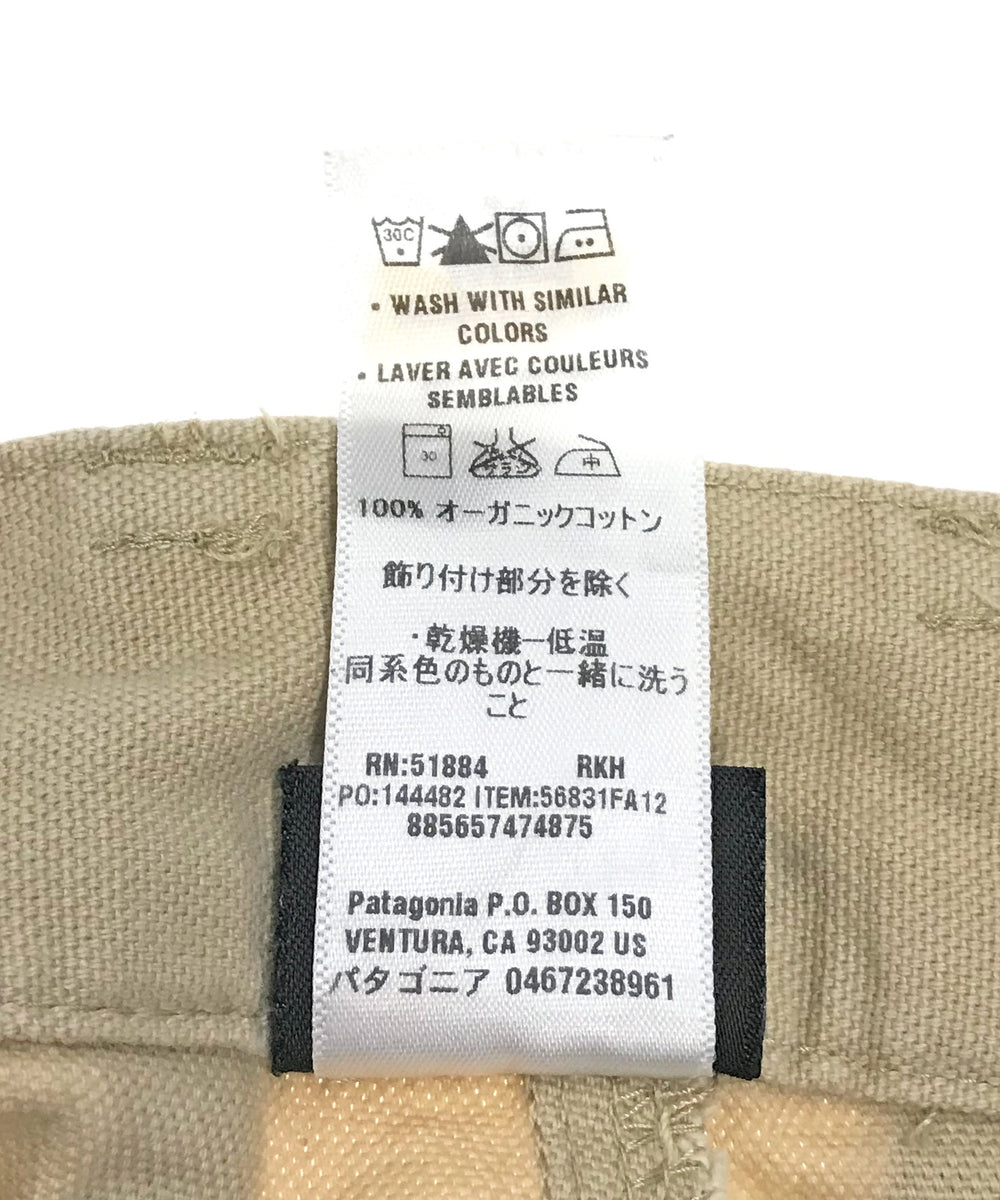 30C
• WASH WITH SIMILAR
COLORS
• LAVER AVEC COULEURS
SEMBLABLES
30 中
100% オーガニックコットン
飾り付け部分を除く
・乾燥機ー低温
同系色のものと一緒に洗う
こと
RN:51884 RKH
PO:144482 ITEM:56831FA12
885657474875
Patagonia P.O. BOX 150
VENTURA, CA 93002 US
パタゴニア 0467238961